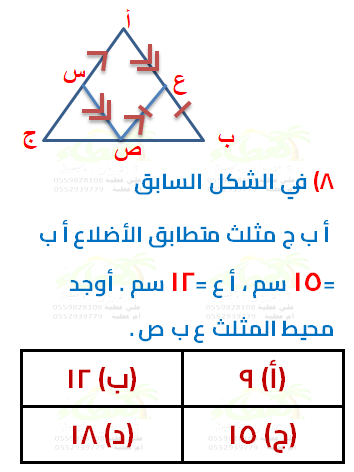 أ
س
ع
ج
ص
ب
٨) في الشكل السابق
أ ب ج مثلث متطابق الأضلاع أ ب
=١٥ سم ، أ ع =١٢ سم . أوجد
محيط المثلث ع ب ص .
(أ) ٩
(ب) ١٢
(ج) ١٥
(د) ١٨